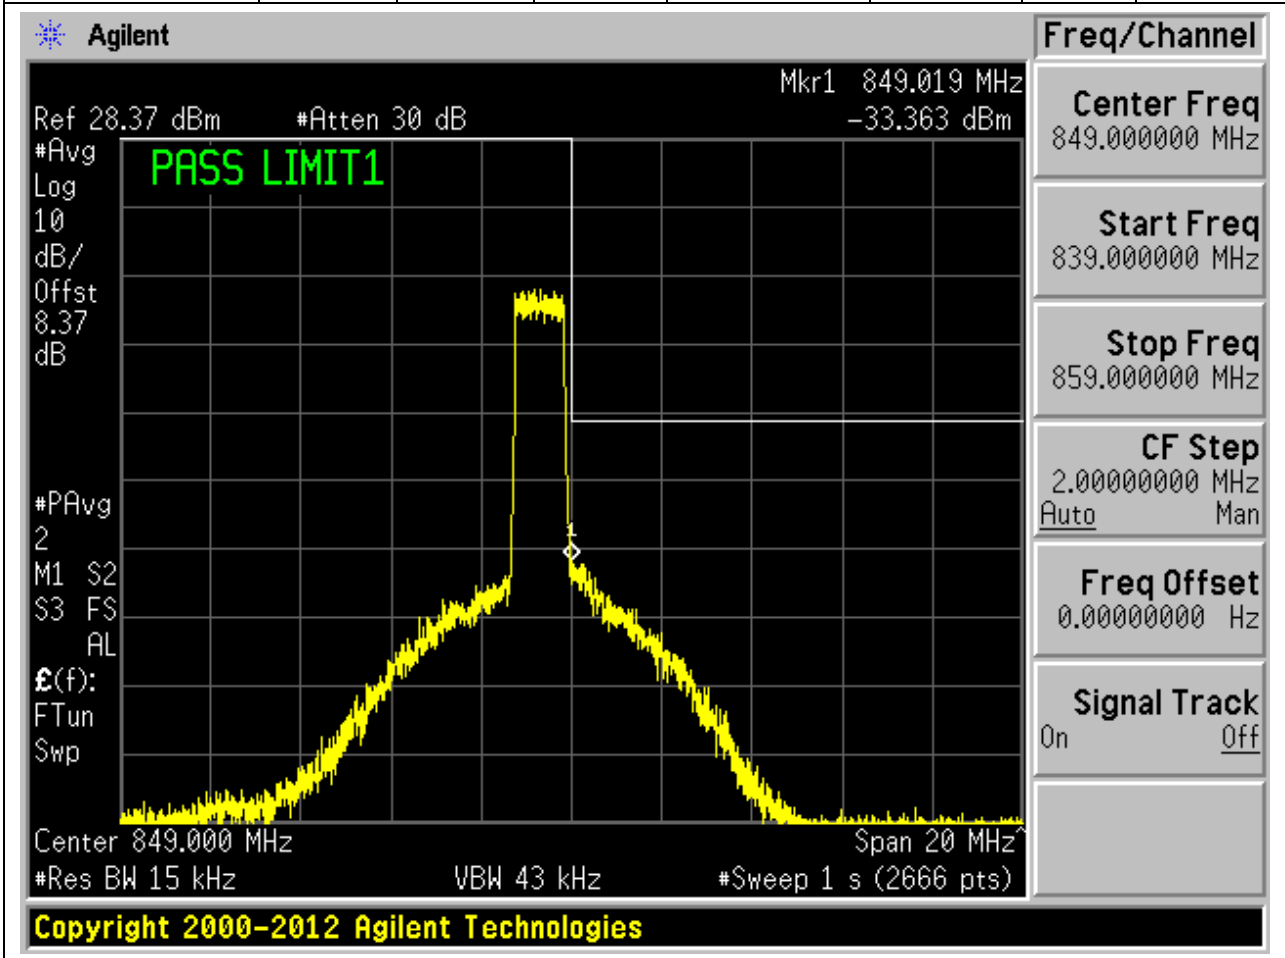 Agilent
Freq/Channel
Mkr1 849.019 MHz
Ref 28.37 dBm #Atten 30 dB -33.363 dBm
#Avg
Log
10
dB/
Offst
8.37
dB
PASS LIMIT1
#PAvg
2
M1 S2
S3 FS
AL
£(f):
FTun
Swp
1
Center 849.000 MHz Span 20 MHz^
#Res BW 15 kHz VBW 43 kHz #Sweep 1 s (2666 pts)
Center Freq
849.000000 MHz
Start Freq
839.000000 MHz
Stop Freq
859.000000 MHz
CF Step
2.00000000 MHz
Auto Man
Freq Offset
0.00000000 Hz
Signal Track
On Off
Copyright 2000-2012 Agilent Technologies